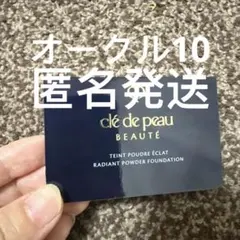 オークル10
匿名発送
clé de peau
BEAUTÉ
TEINT POUDRE ÉCLAT
RADIANT POWDER FOUNDATION